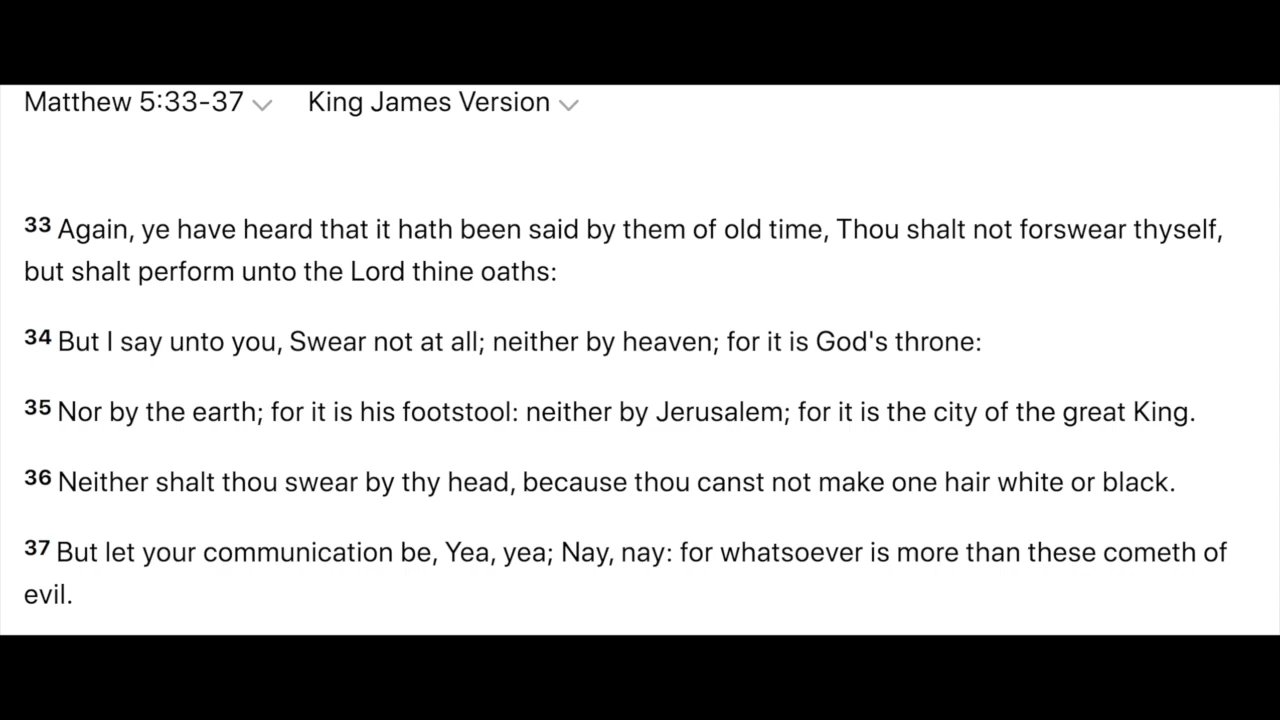 Matthew 5:33-37 King James Version
33 Again, ye have heard that it hath been said by them of old time, Thou shalt not forswear thyself,
but shalt perform unto the Lord thine oaths:
34 But I say unto you, Swear not at all; neither by heaven; for it is God's throne:
35 Nor by the earth; for it is his footstool: neither by Jerusalem; for it is the city of the great King.
36 Neither shalt thou swear by thy head, because thou canst not make one hair white or black.
37 But let your communication be, Yea, yea; Nay, nay: for whatsoever is more than these cometh of
evil.